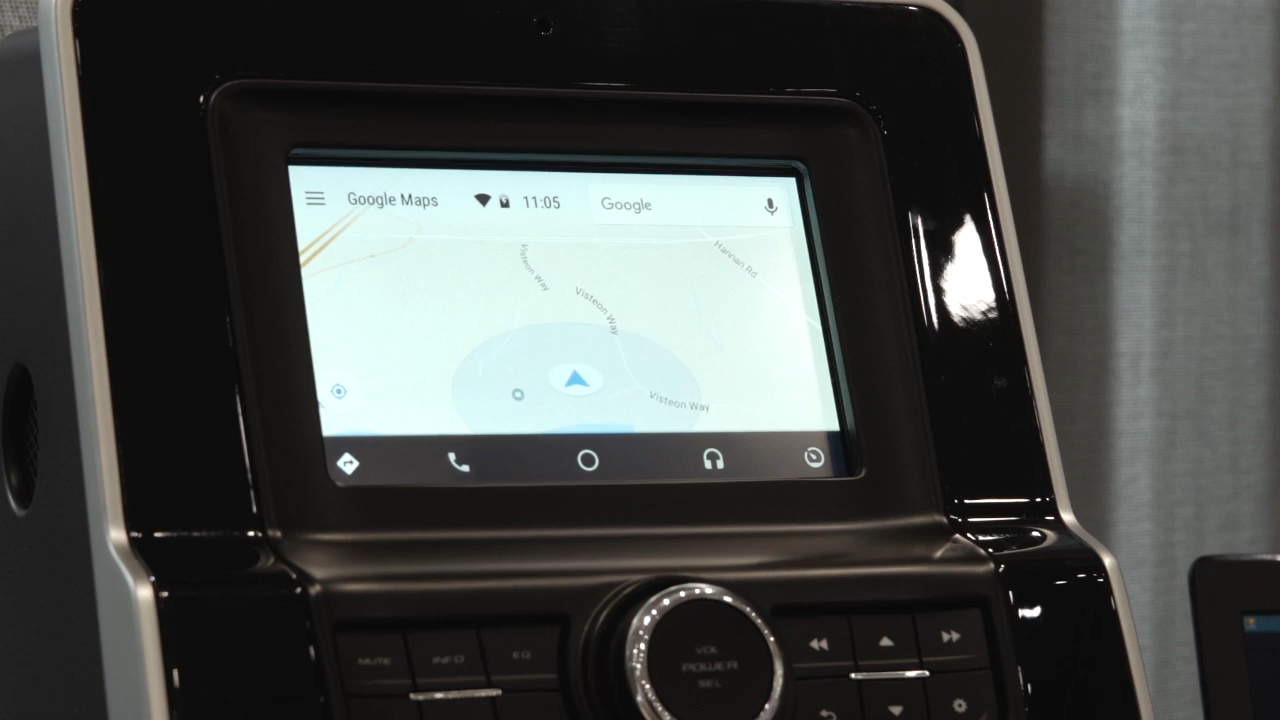 Google Maps 11:05 Google
Hannan Rd
Visteon Way
Visteon Way
Visteon Way
MUTE INFO EQ
VOL
POWER
SEL